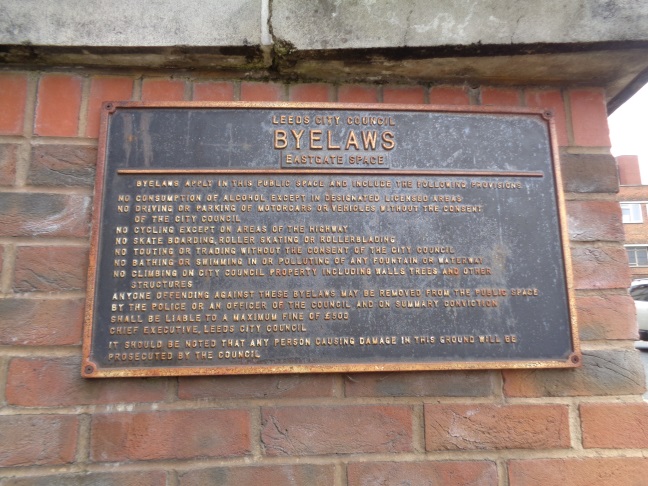 LEEDS CITY COUNCIL
BYELAWS
EASTGATE SPACE
BYELAWS APPLY IN THIS PUBLIC SPACE AND INCLUDE THE FOLLOWING PROVISIONS
NO CONSUMPTION OF ALCOHOL EXCEPT IN DESIGNATED LICENSED AREAS
NO DRIVING OR PARKING OF MOTORCARS OR VEHICLES WITHOUT THE CONSENT
OF THE CITY COUNCIL
NO CYCLING EXCEPT ON AREAS OF THE HIGHWAY
NO SKATE BOARDING, ROLLER SKATING OR ROLLERBLADING
NO TOUTING OR TRADING WITHOUT THE CONSENT OF THE CITY COUNCIL
NO BATHING OR SWIMMING IN OR POLLUTING OF ANY FOUNTAIN OR WATERWAY
NO CLIMBING ON CITY COUNCIL PROPERTY INCLUDING WALLS TREES AND OTHER
STRUCTURES
ANYONE OFFENDING AGAINST THESE BYELAWS MAY BE REMOVED FROM THE PUBLIC SPACE
BY THE POLICE OR AN OFFICER OF THE COUNCIL AND ON SUMMARY CONVICTION
SHALL BE LIABLE TO A MAXIMUM FINE OF £500
CHIEF EXECUTIVE, LEEDS CITY COUNCIL
IT SHOULD BE NOTED THAT ANY PERSON CAUSING DAMAGE IN THIS GROUND WILL BE
PROSECUTED BY THE COUNCIL